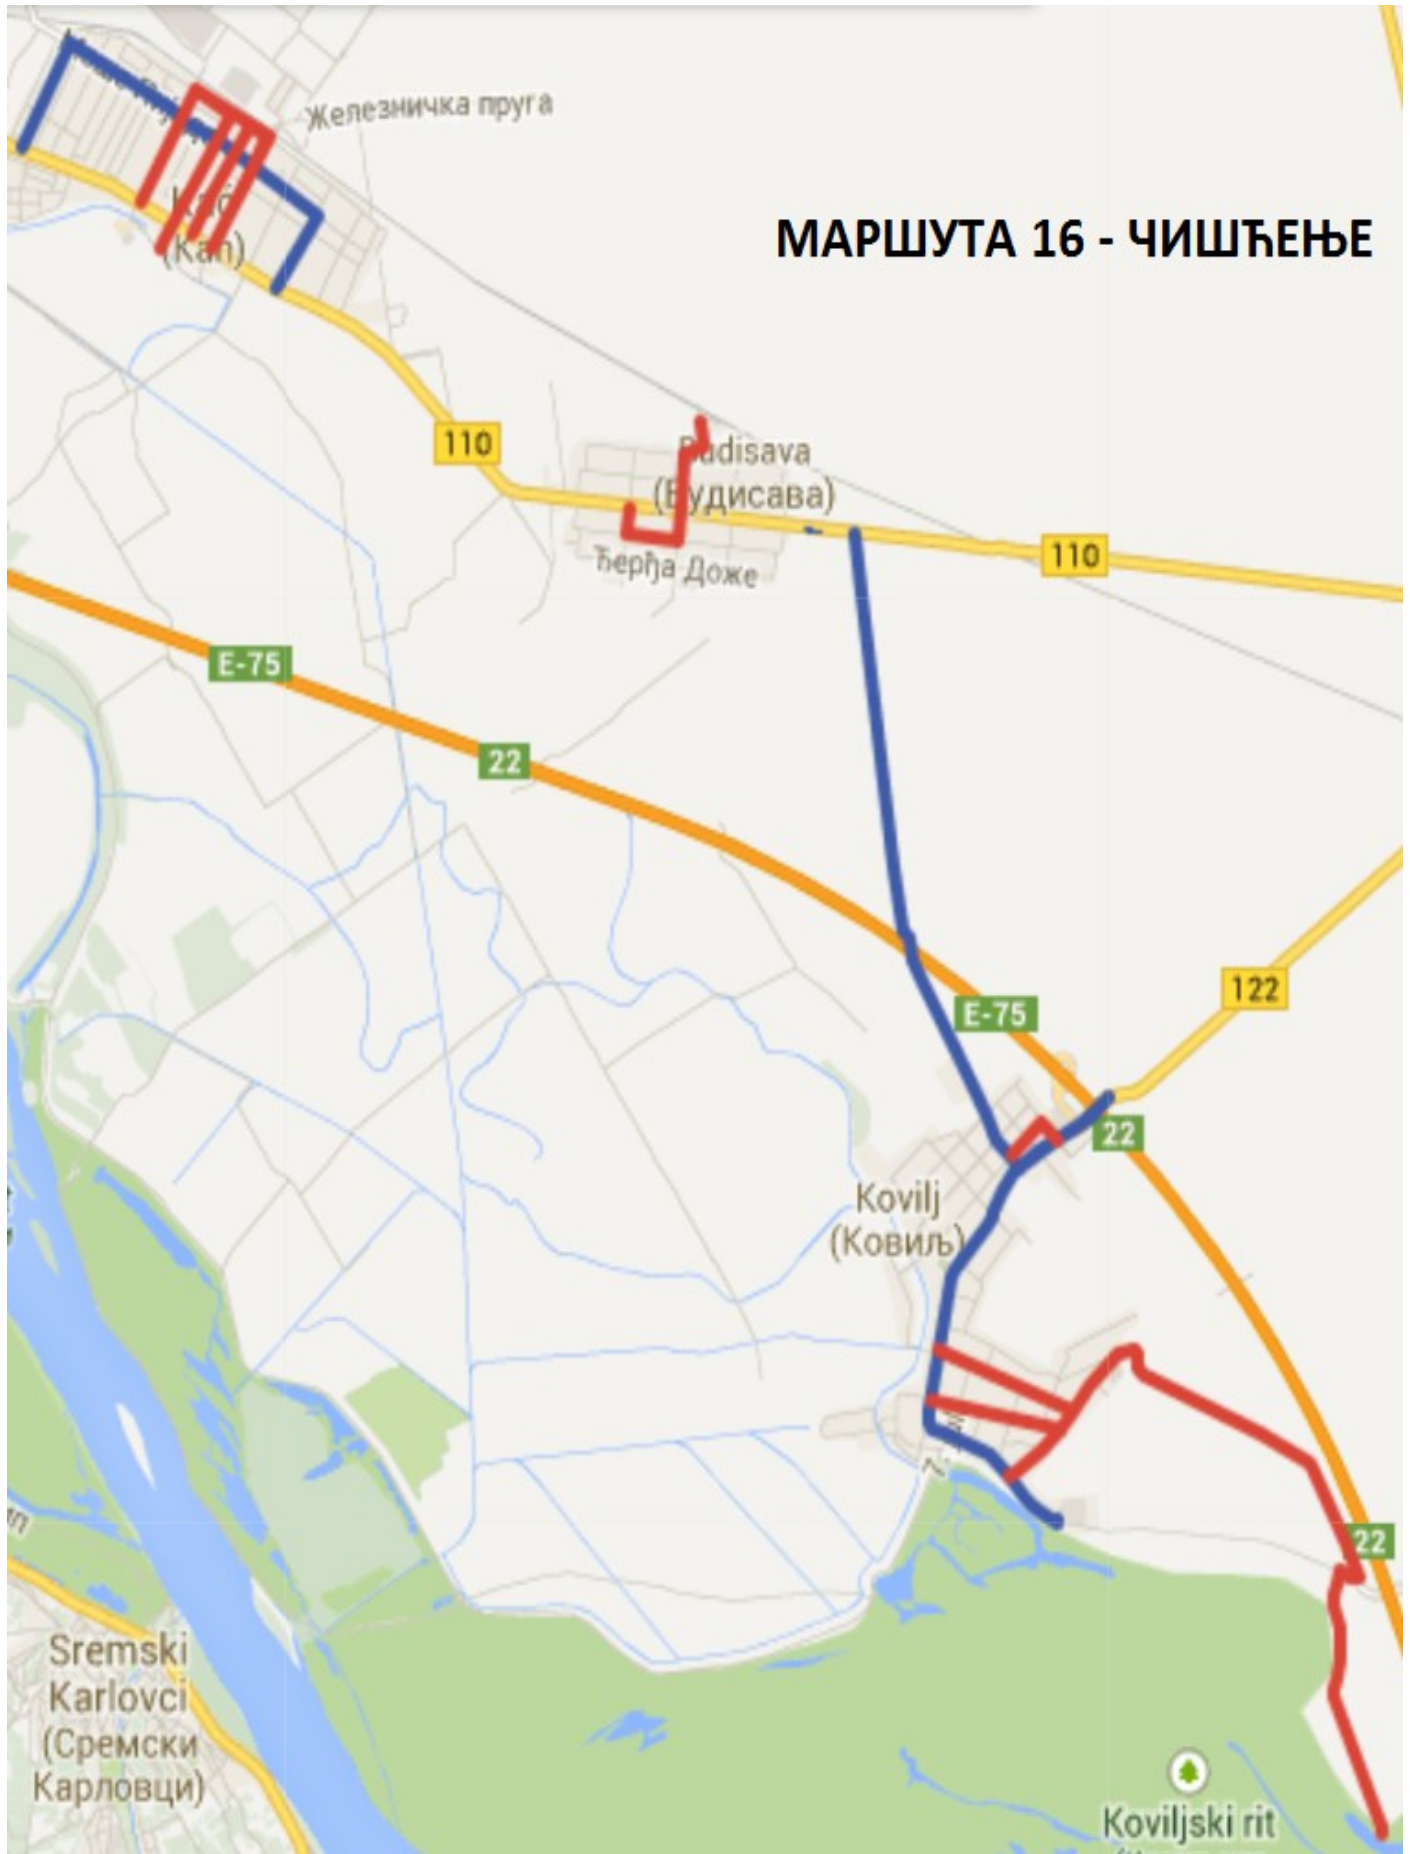 Железничка пруга
МАРШУТА 16 - ЧИШЋЕЊЕ
110
Budisava
(Будисава)
110
Ђерђа Доже
E-75
22
122
E-75
22
Kovilj
(Ковиљ)
22
Sremski
Karlovci
(Сремски
Карловци)
Koviljski rit